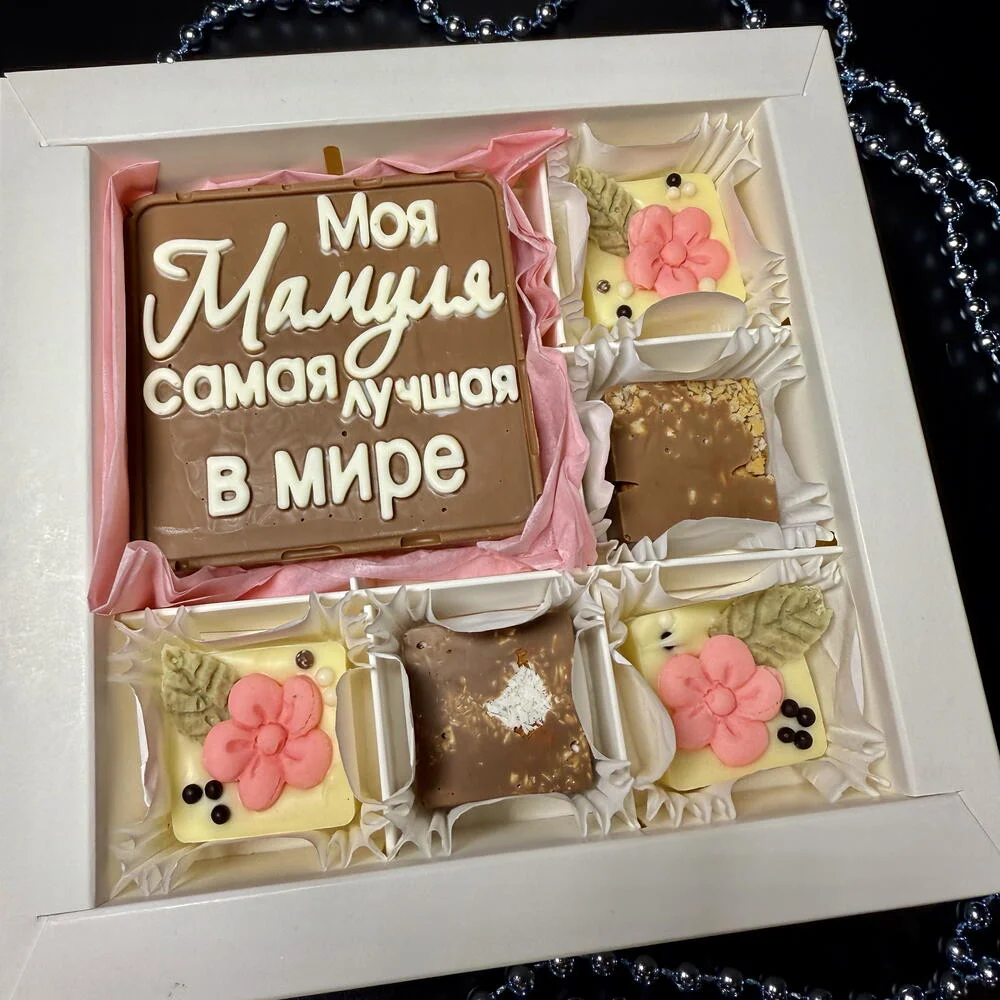 Моя
Мамуля
самая лучшая
в мире